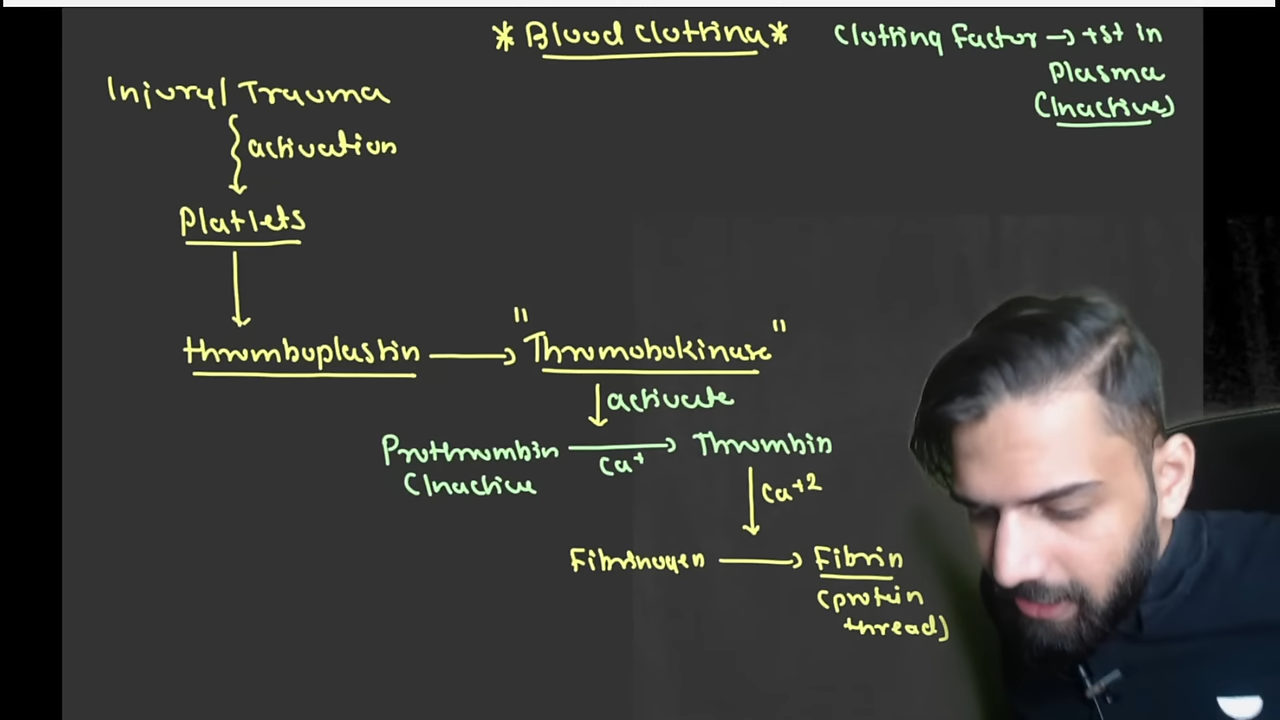 * Blood Clotting *
Clotting Factor → +st in
Plasma
(Inactive)
Injury/ Trauma
activation
Platlets
thromboplastin → "Thromobokinase"
activate
Prothrombin → Thrombin
Ca+
(Inactive
Ca+2
Fibrinogen → Fibrin
(protein
thread)